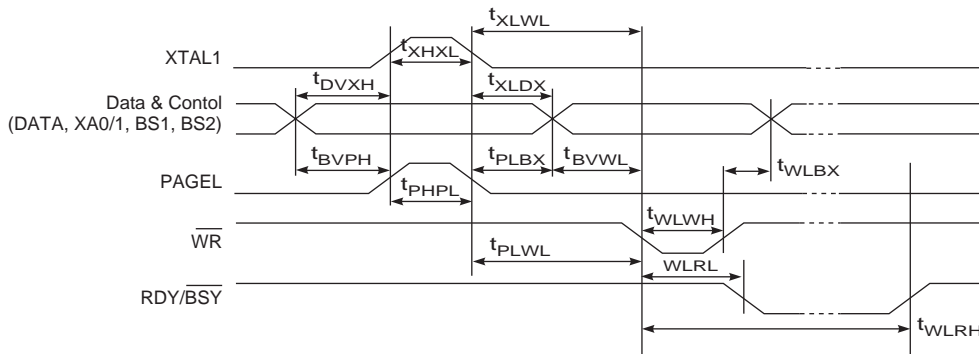 tXLWL
XTAL1
tXHXL
tDVXH
tXLDX
Data & Contol
(DATA, XA0/1, BS1, BS2)
tBVPH
tPLBX
tBVWL
tWLBX
PAGEL
tPHPL
tWLWH
WR
tPLWL
WLRL
RDY/BSY
tWLRH